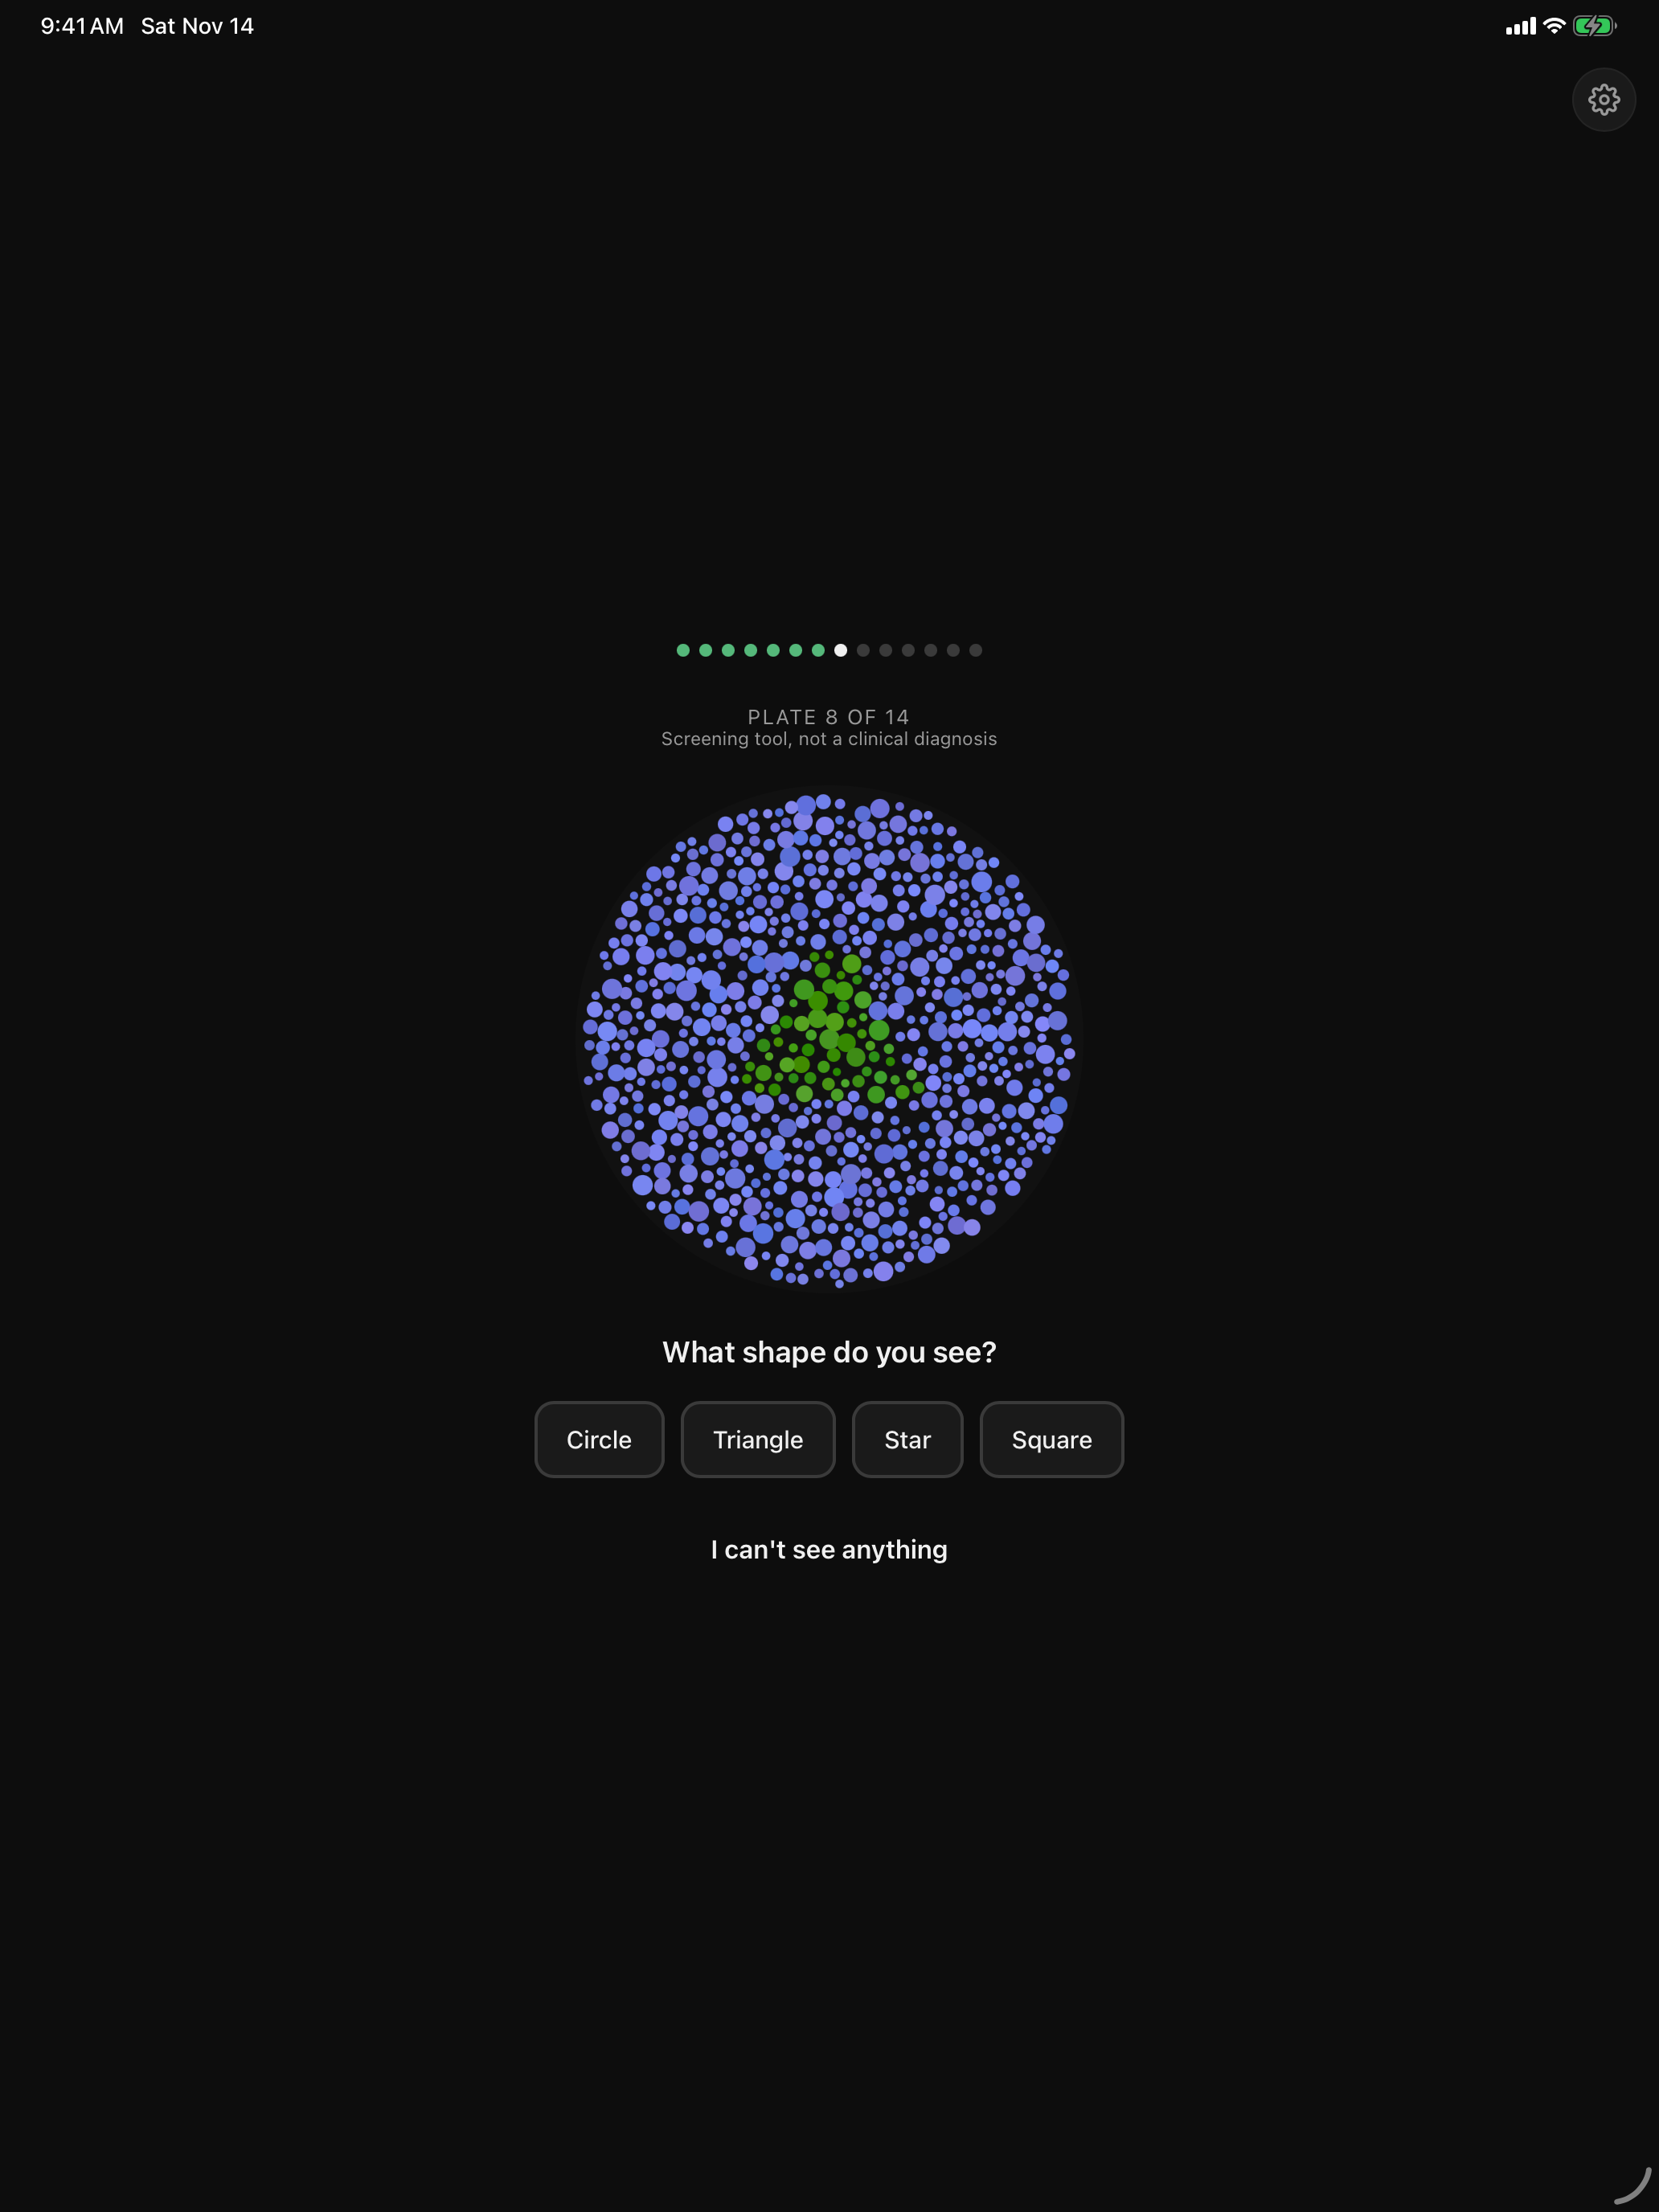 9:41 AM Sat Nov 14
PLATE 8 OF 14
Screening tool, not a clinical diagnosis
What shape do you see?
Circle
Triangle
Star
Square
I can't see anything